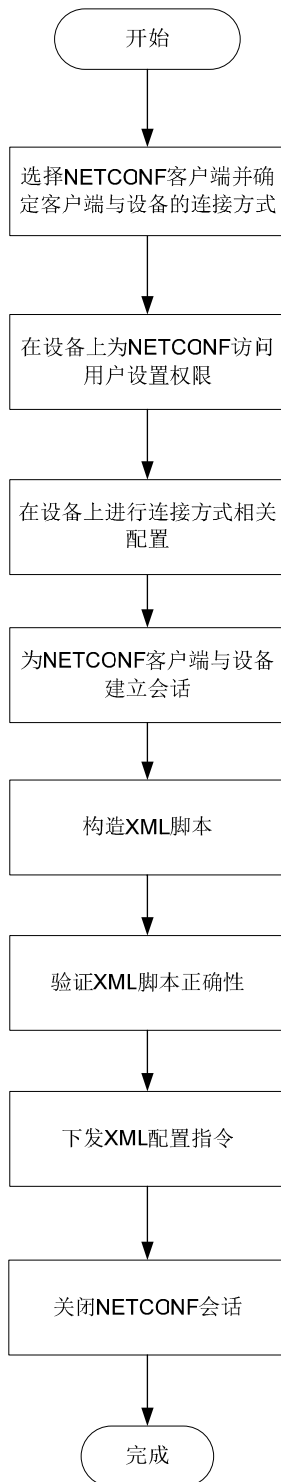 开始
选择NETCONF客户端并确
定客户端与设备的连接方式
在设备上为NETCONF访问
用户设置权限
在设备上进行连接方式相关
配置
为NETCONF客户端与设备
建立会话
构造XML脚本
验证XML脚本正确性
下发XML配置指令
关闭NETCONF会话
完成